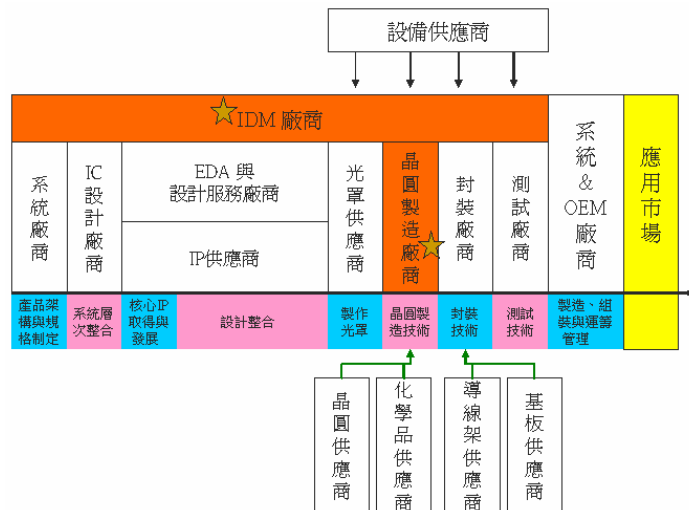 設備供應商
IDM 廠商
系統廠商
IC設計廠商
EDA 與
設計服務廠商
IP供應商
光罩供應商
晶圓製造廠商
封裝廠商
測試廠商
系統&OEM廠商
應用市場
產品架
構與規
格制定
系統層
次整合
核心IP
取得與
發展
設計整合
製作
光罩
晶圓製
造技術
封裝
技術
測試
技術
製造、組
裝與運籌
管理
晶圓供應商
化學品供應商
導線架供應商
基板供應商